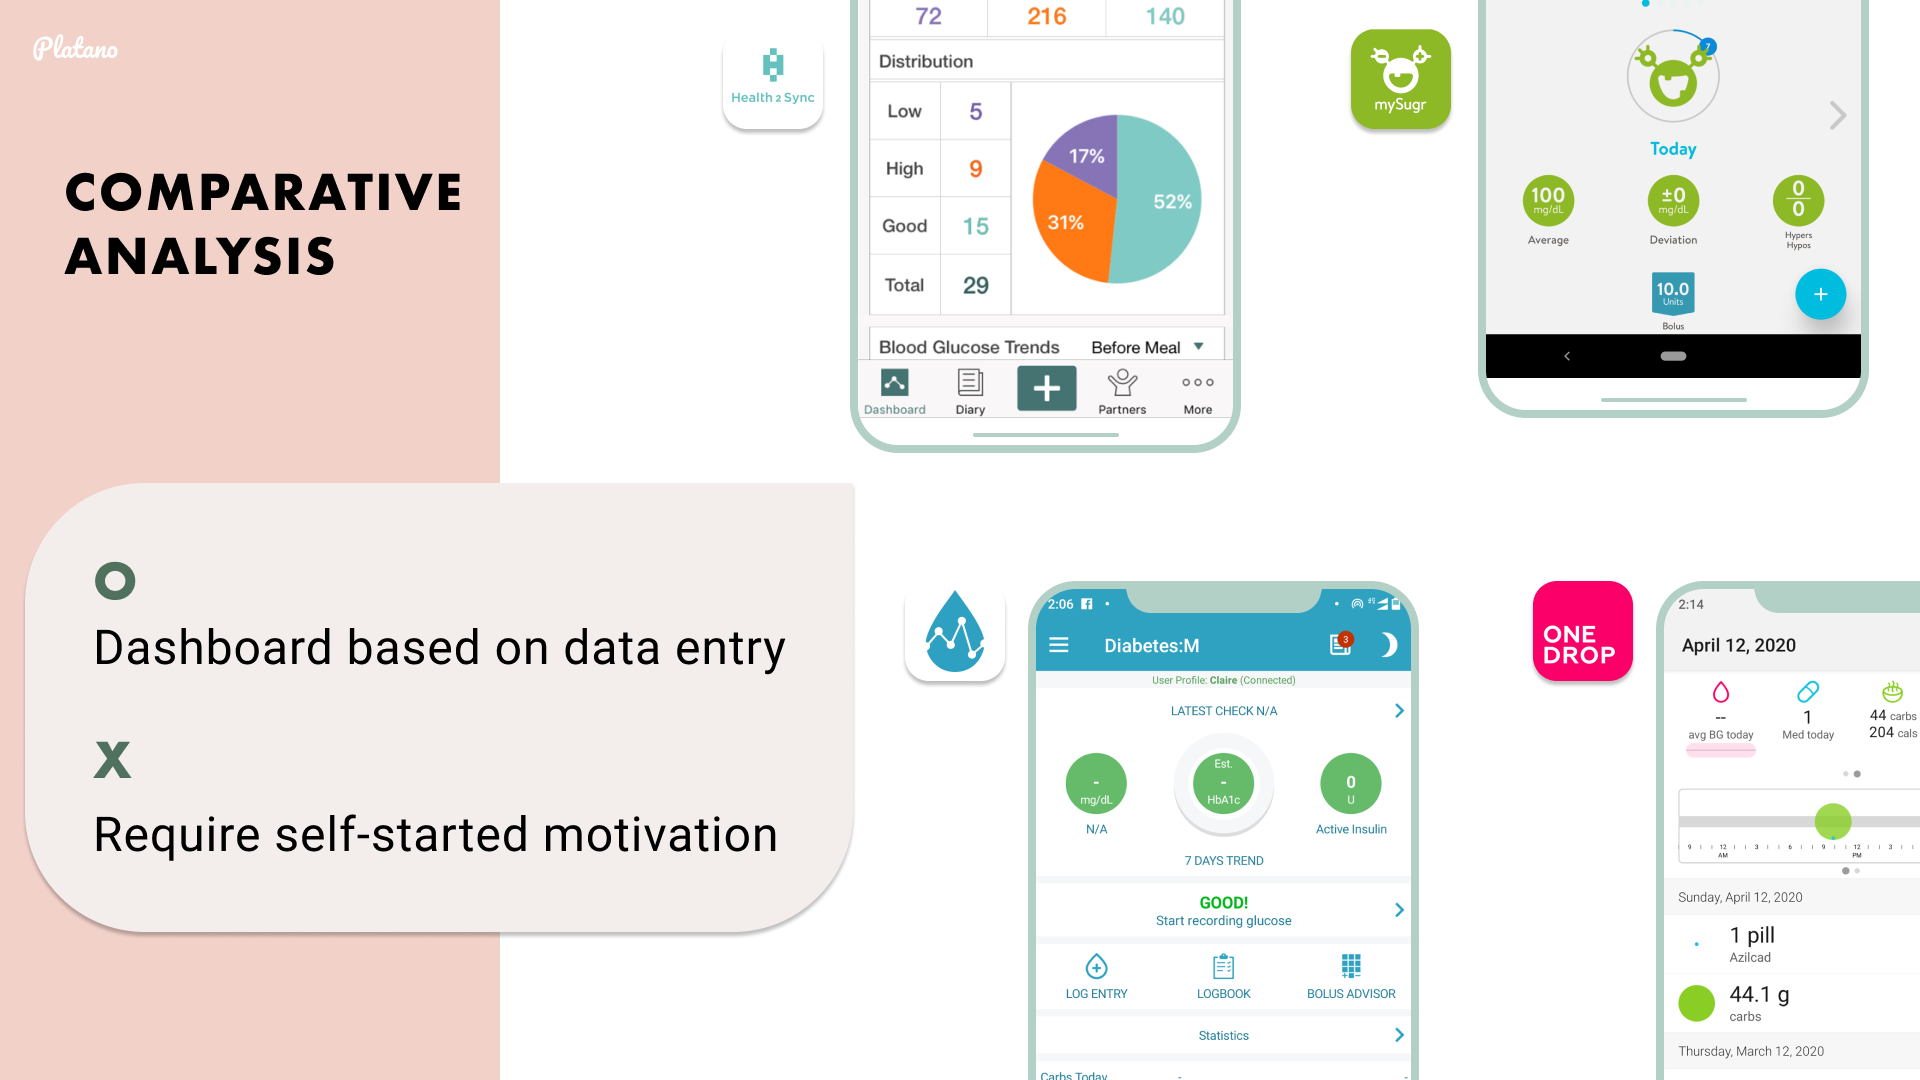 Platano
COMPARATIVE
ANALYSIS
O
Dashboard based on data entry
X
Require self-started motivation
Health 2 Sync
72 216 140
Distribution
Low 5
High 9
Good 15
Total 29
17%
52%
31%
Blood Glucose Trends Before Meal
Dashboard Diary Partners More
mySugr
7
Today
100 mg/dL
Average
±0 mg/dL
Deviation
0
0
Hypers
Hypos
10.0
Units
Bolus
2:06
Diabetes:M
3
User Profile: Claire (Connected)
LATEST CHECK N/A
-
mg/dL
N/A
Est.
-
HbA1c
0
U
Active Insulin
7 DAYS TREND
GOOD!
Start recording glucose
LOG ENTRY LOGBOOK BOLUS ADVISOR
Statistics
Carbs Today - -
ONE
DROP
2:14
April 12, 2020
--
avg BG today
1
Med today
44 carbs
204 cals
9 12 3 6 9 12 3
AM PM
Sunday, April 12, 2020
1 pill
Azilcad
44.1 g
carbs
Thursday, March 12, 2020